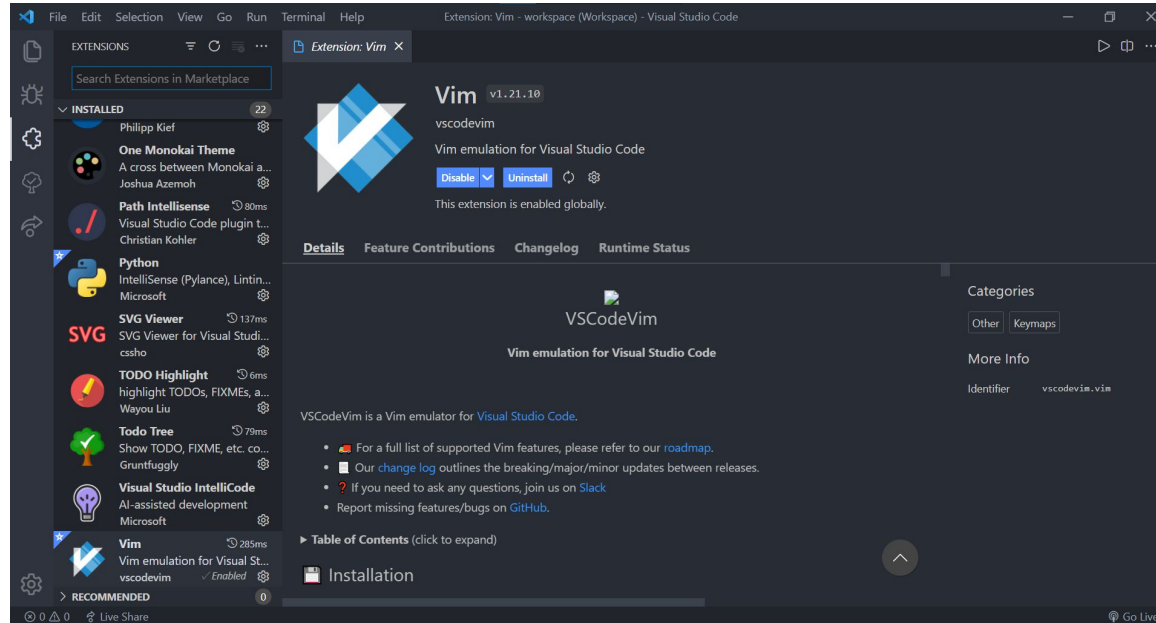 File Edit Selection View Go Run Terminal Help Extension: Vim - workspace (Workspace) - Visual Studio Code
EXTENSIONS
Search Extensions in Marketplace
INSTALLED 22
Philipp Kief
One Monokai Theme
A cross between Monokai a...
Joshua Azemoh
Path Intellisense 80ms
Visual Studio Code plugin t...
Christian Kohler
Python
IntelliSense (Pylance), Lintin...
Microsoft
SVG
SVG Viewer 137ms
SVG Viewer for Visual Studi...
cssho
TODO Highlight 6ms
highlight TODOs, FIXMEs, a...
Wayou Liu
Todo Tree 79ms
Show TODO, FIXME, etc. co...
Gruntfuggly
Visual Studio IntelliCode
AI-assisted development
Microsoft
Vim 285ms
Vim emulation for Visual St...
vscodevim ✓ Enabled
RECOMMENDED 0
Extension: Vim
Vim v1.21.10
vscodevim
Vim emulation for Visual Studio Code
Disable Uninstall
This extension is enabled globally.
Details Feature Contributions Changelog Runtime Status
VSCodeVim
Vim emulation for Visual Studio Code
VSCodeVim is a Vim emulator for Visual Studio Code.
• For a full list of supported Vim features, please refer to our roadmap.
• Our change log outlines the breaking/major/minor updates between releases.
• ❓ If you need to ask any questions, join us on Slack
• Report missing features/bugs on GitHub.
Table of Contents (click to expand)
Installation
Categories
Other Keymaps
More Info
Identifier vscodevim.vim
0 0 Live Share Go Live